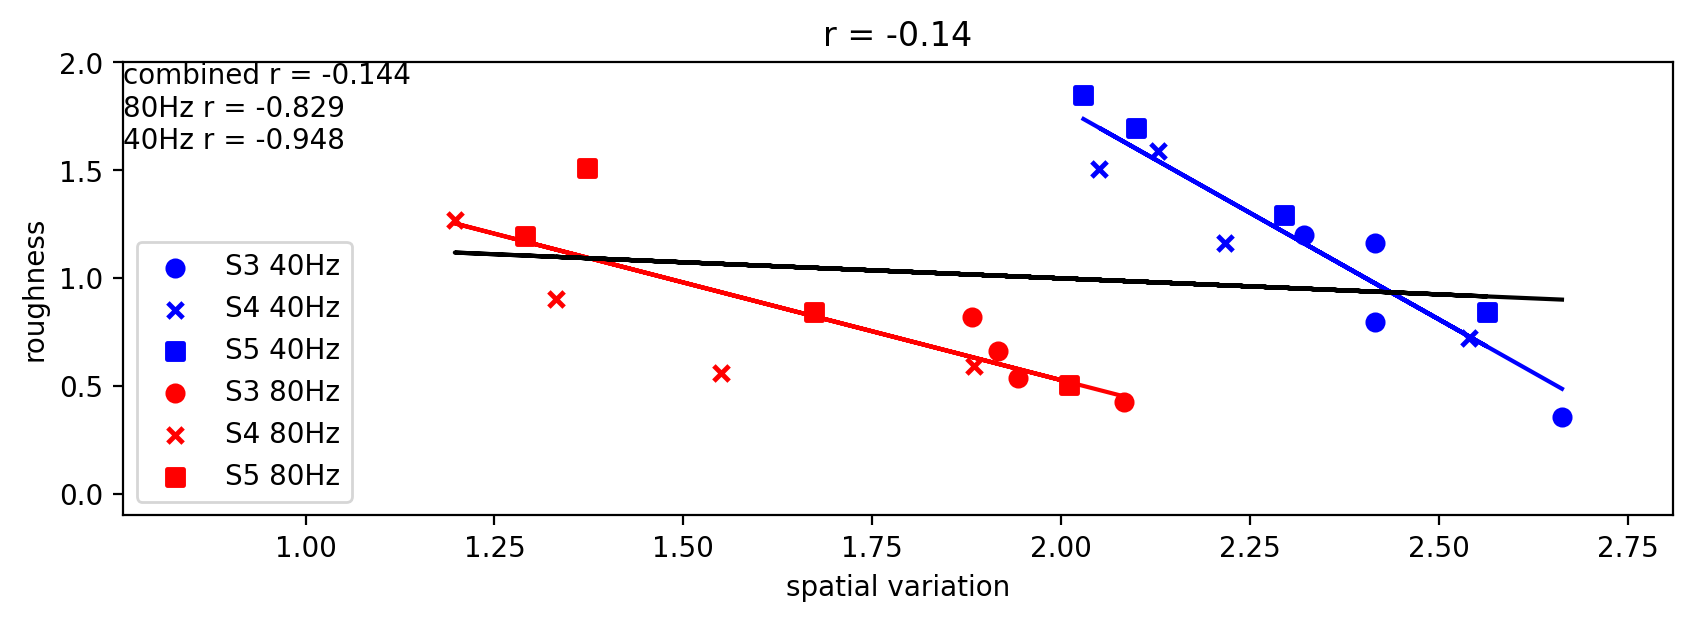 r = -0.14
combined r = -0.144
80Hz r = -0.829
40Hz r = -0.948
2.0
1.5
1.0
0.5
0.0
roughness
S3 40Hz
S4 40Hz
S5 40Hz
S3 80Hz
S4 80Hz
S5 80Hz
1.00 1.25 1.50 1.75 2.00 2.25 2.50 2.75
spatial variation